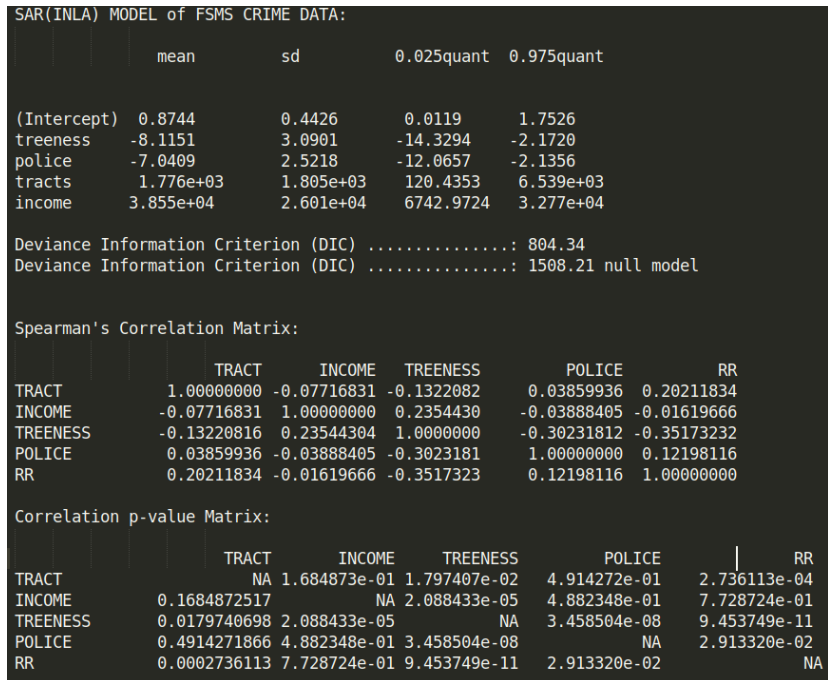 SAR(INLA) MODEL of FSMS CRIME DATA:
mean sd 0.025quant 0.975quant
(Intercept) 0.8744 0.4426 0.0119 1.7526
treeness -8.1151 3.0901 -14.3294 -2.1720
police -7.0409 2.5218 -12.0657 -2.1356
tracts 1.776e+03 1.805e+03 120.4353 6.539e+03
income 3.855e+04 2.601e+04 6742.9724 3.277e+04
Deviance Information Criterion (DIC) ...............: 804.34
Deviance Information Criterion (DIC) ...............: 1508.21 null model
Spearman's Correlation Matrix:
TRACT INCOME TREENESS POLICE RR
TRACT 1.00000000 -0.07716831 -0.1322082 0.03859936 0.20211834
INCOME -0.07716831 1.00000000 0.2354430 -0.03888405 -0.01619666
TREENESS -0.13220816 0.23544304 1.0000000 -0.30231812 -0.35173232
POLICE 0.03859936 -0.03888405 -0.3023181 1.00000000 0.12198116
RR 0.20211834 -0.01619666 -0.3517323 0.12198116 1.00000000
Correlation p-value Matrix:
TRACT INCOME TREENESS POLICE RR
TRACT NA 1.684873e-01 1.797407e-02 4.914272e-01 2.736113e-04
INCOME 0.1684872517 NA 2.088433e-05 4.882348e-01 7.728724e-01
TREENESS 0.0179740698 2.088433e-05 NA 3.458504e-08 9.453749e-11
POLICE 0.4914271866 4.882348e-01 3.458504e-08 NA 2.913320e-02
RR 0.0002736113 7.728724e-01 9.453749e-11 2.913320e-02 NA